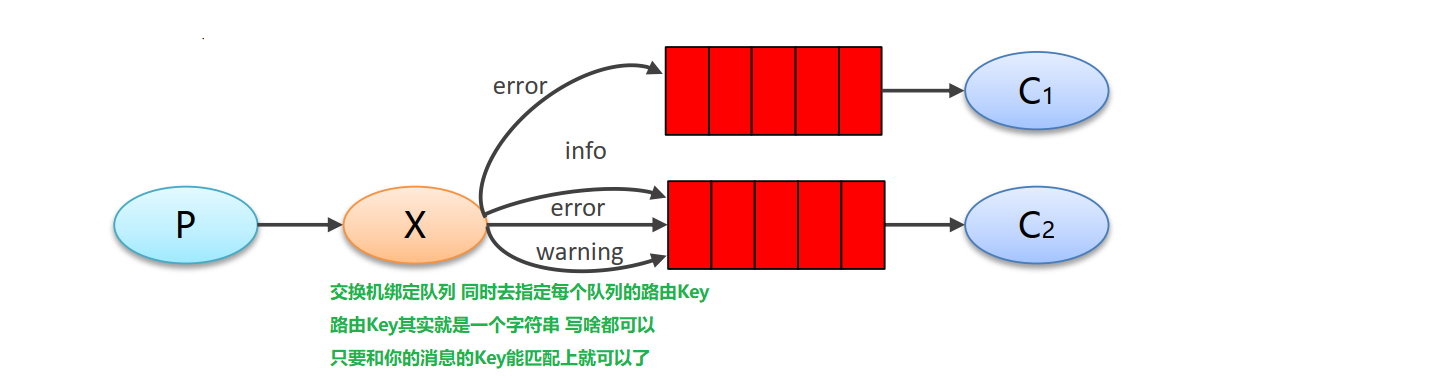 error
C1
info
P
X
error
C2
warning
交换机绑定队列 同时去指定每个队列的路由Key
路由Key其实就是一个字符串 写啥都可以
只要和你的消息的Key能匹配上就可以了